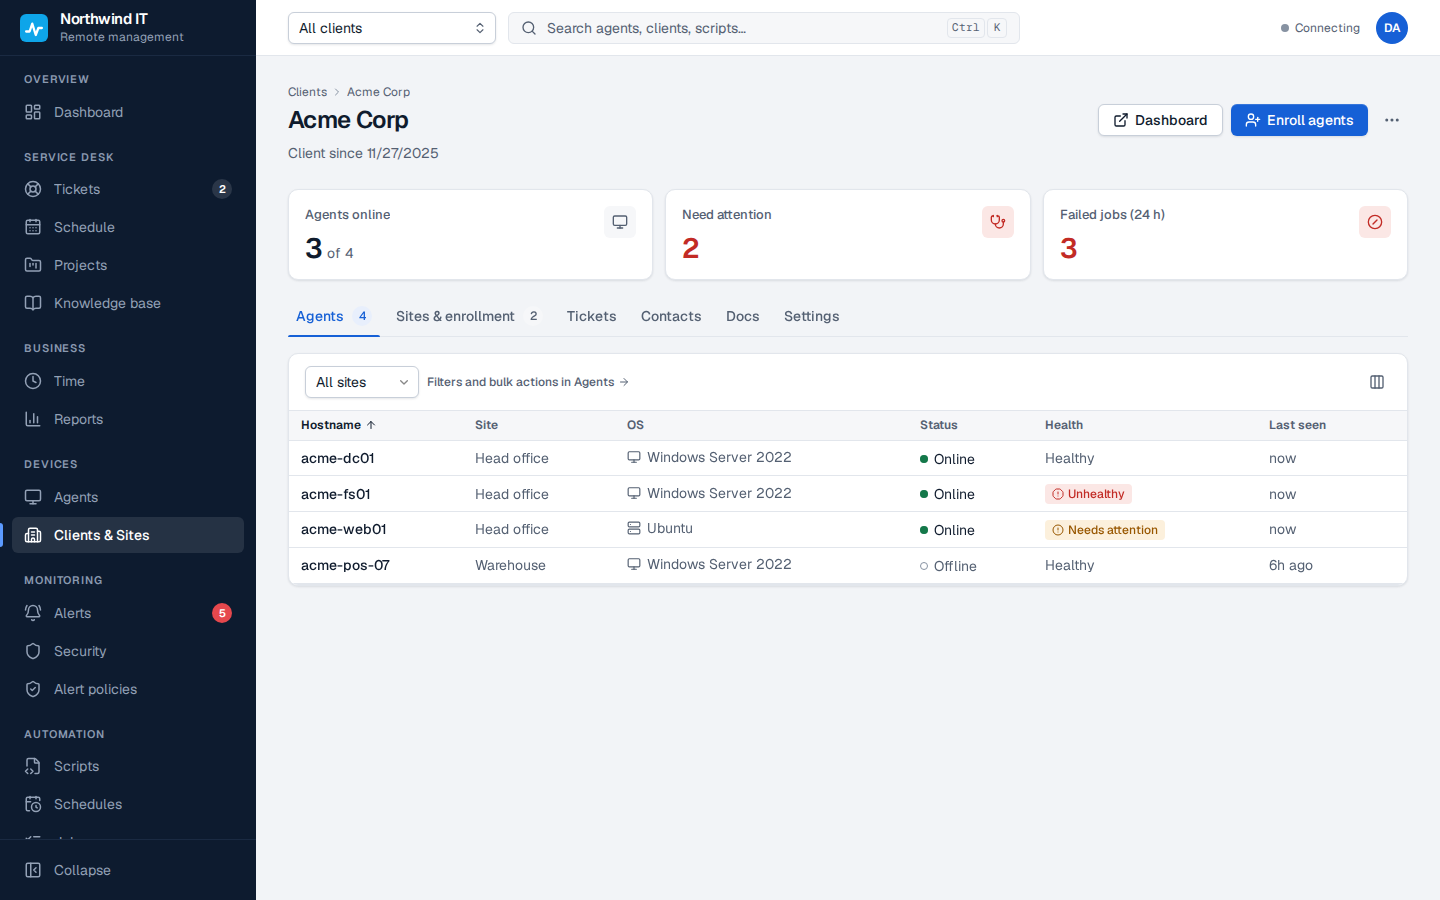 Northwind IT
Remote management
OVERVIEW
Dashboard
SERVICE DESK
Tickets 2
Schedule
Projects
Knowledge base
BUSINESS
Time
Reports
DEVICES
Agents
Clients & Sites
MONITORING
Alerts 5
Security
Alert policies
AUTOMATION
Scripts
Schedules
Collapse
All clients
Search agents, clients, scripts... Ctrl K
Connecting DA
Clients > Acme Corp
Acme Corp
Client since 11/27/2025
Dashboard
Enroll agents
Agents online
3 of 4
Need attention
2
Failed jobs (24 h)
3
Agents 4 Sites & enrollment 2 Tickets Contacts Docs Settings
All sites Filters and bulk actions in Agents →
Hostname ↑ Site OS Status Health Last seen
acme-dc01 Head office Windows Server 2022 Online Healthy now
acme-fs01 Head office Windows Server 2022 Online Unhealthy now
acme-web01 Head office Ubuntu Online Needs attention now
acme-pos-07 Warehouse Windows Server 2022 Offline Healthy 6h ago